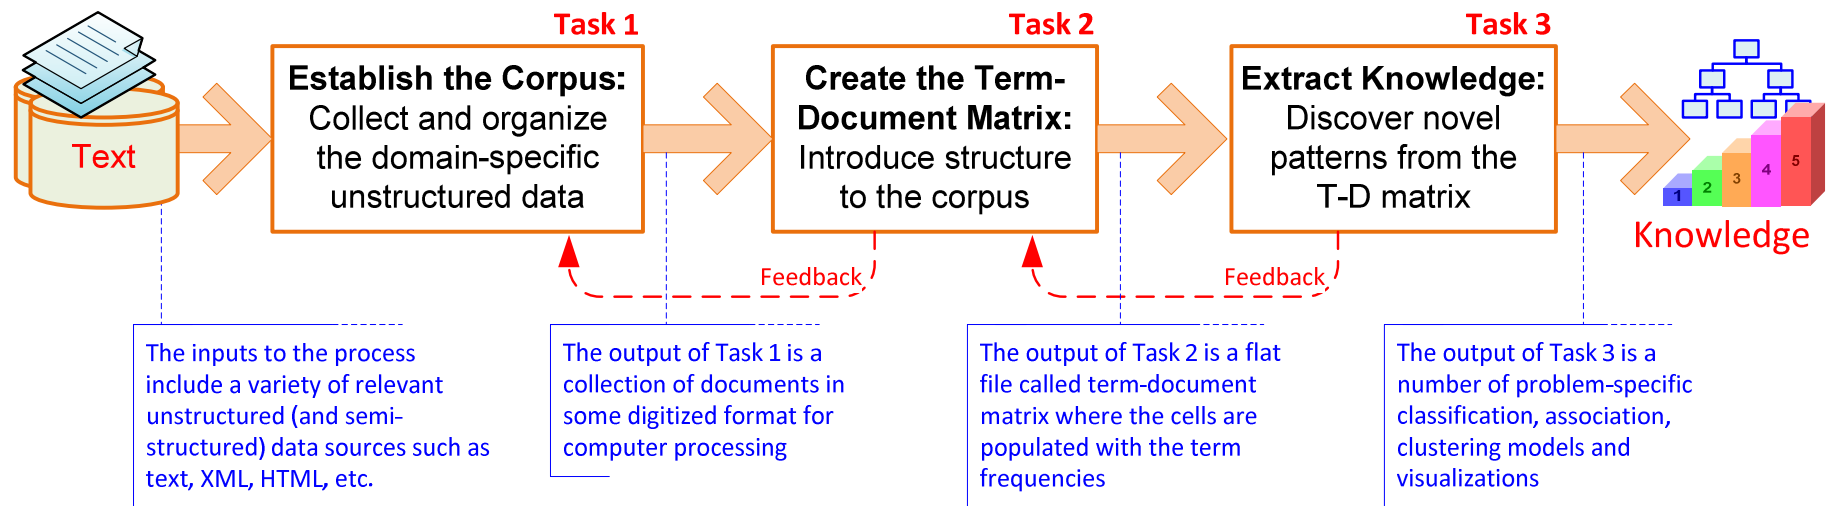 Text
Task 1
Establish the Corpus:
Collect and organize
the domain-specific
unstructured data
Task 2
Create the Term-
Document Matrix:
Introduce structure
to the corpus
Task 3
Extract Knowledge:
Discover novel
patterns from the
T-D matrix
1
2
3
4
5
Knowledge
Feedback
Feedback
The inputs to the process
include a variety of relevant
unstructured (and semi-
structured) data sources such as
text, XML, HTML, etc.
The output of Task 1 is a
collection of documents in
some digitized format for
computer processing
The output of Task 2 is a flat
file called term-document
matrix where the cells are
populated with the term
frequencies
The output of Task 3 is a
number of problem-specific
classification, association,
clustering models and
visualizations